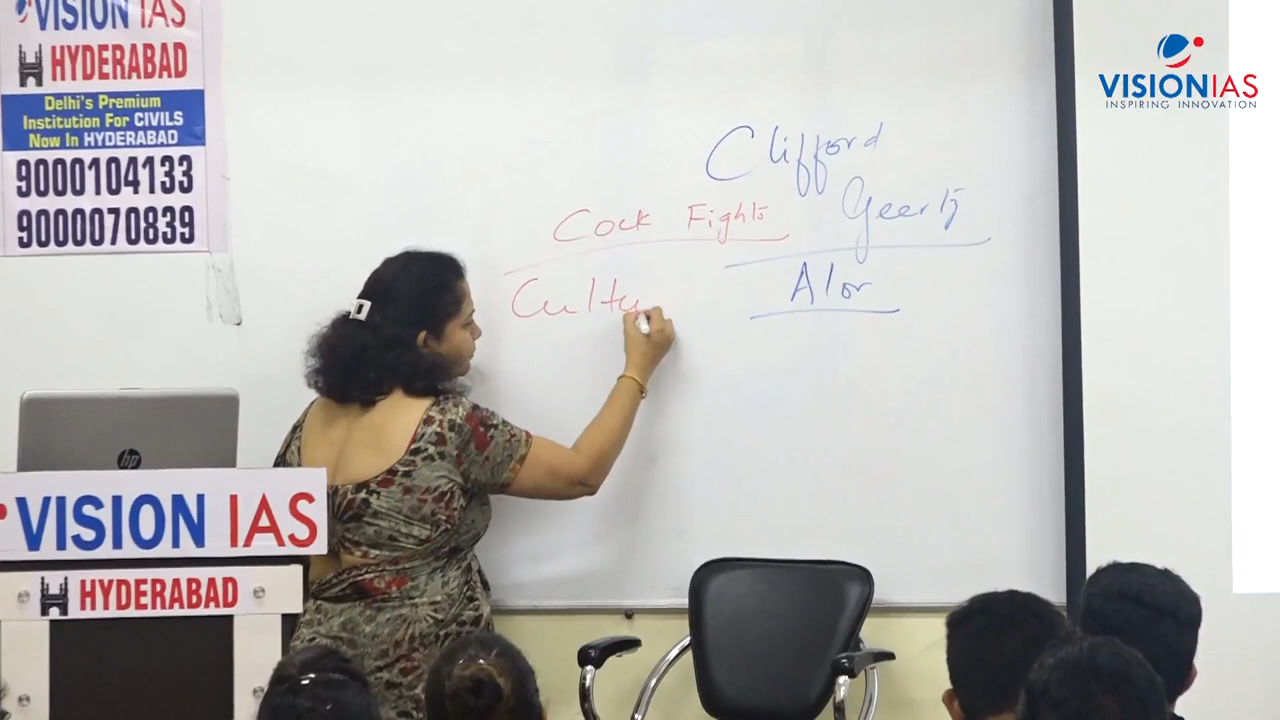 VISION IAS
HYDERABAD
Delhi's Premium
Institution For CIVILS
Now In HYDERABAD
9000104133
9000070839
VISIONIAS
INSPIRING INNOVATION
Clifford
Cock Fights Geertz
Cultu Alor
hp
VISION IAS
HYDERABAD